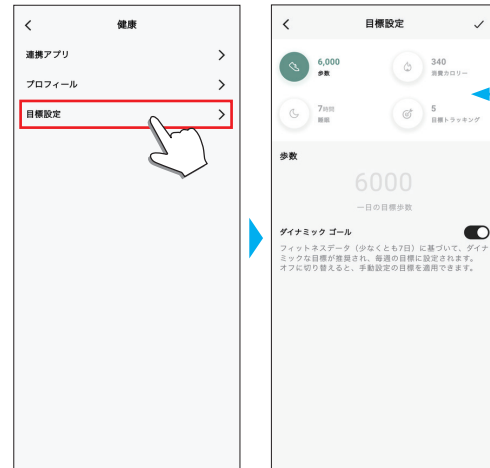 健康
連携アプリ
プロフィール
目標設定
目標設定
6,000
歩数
340
消費カロリー
7時間
睡眠
5
目標トラッキング
歩数
6000
一日の目標歩数
ダイナミック ゴール
フィットネスデータ（少なくとも7日）に基づいて、ダイナ
ミックな目標が推奨され、毎週の目標に設定されます。
オフに切り替えると、手動設定の目標を適用できます。